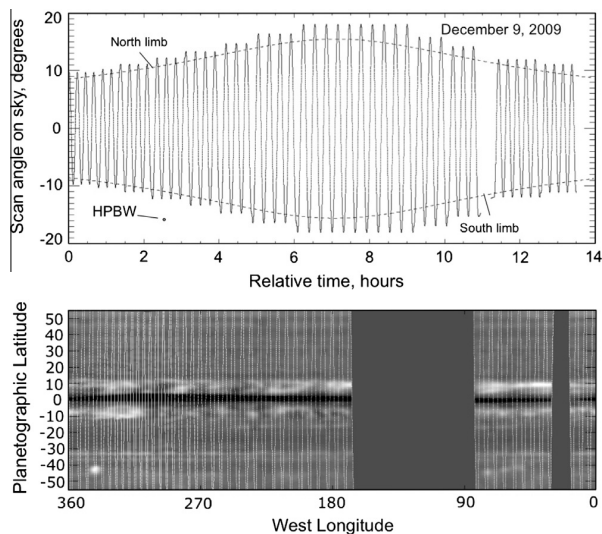 Scan angle on sky, degrees
20
10
0
-10
-20
December 9, 2009
North limb
HPBW
South limb
0 2 4 6 8 10 12 14
Relative time, hours
Planetographic Latitude
50
40
30
20
10
0
-10
-20
-30
-40
-50
360 270 180 90 0
West Longitude